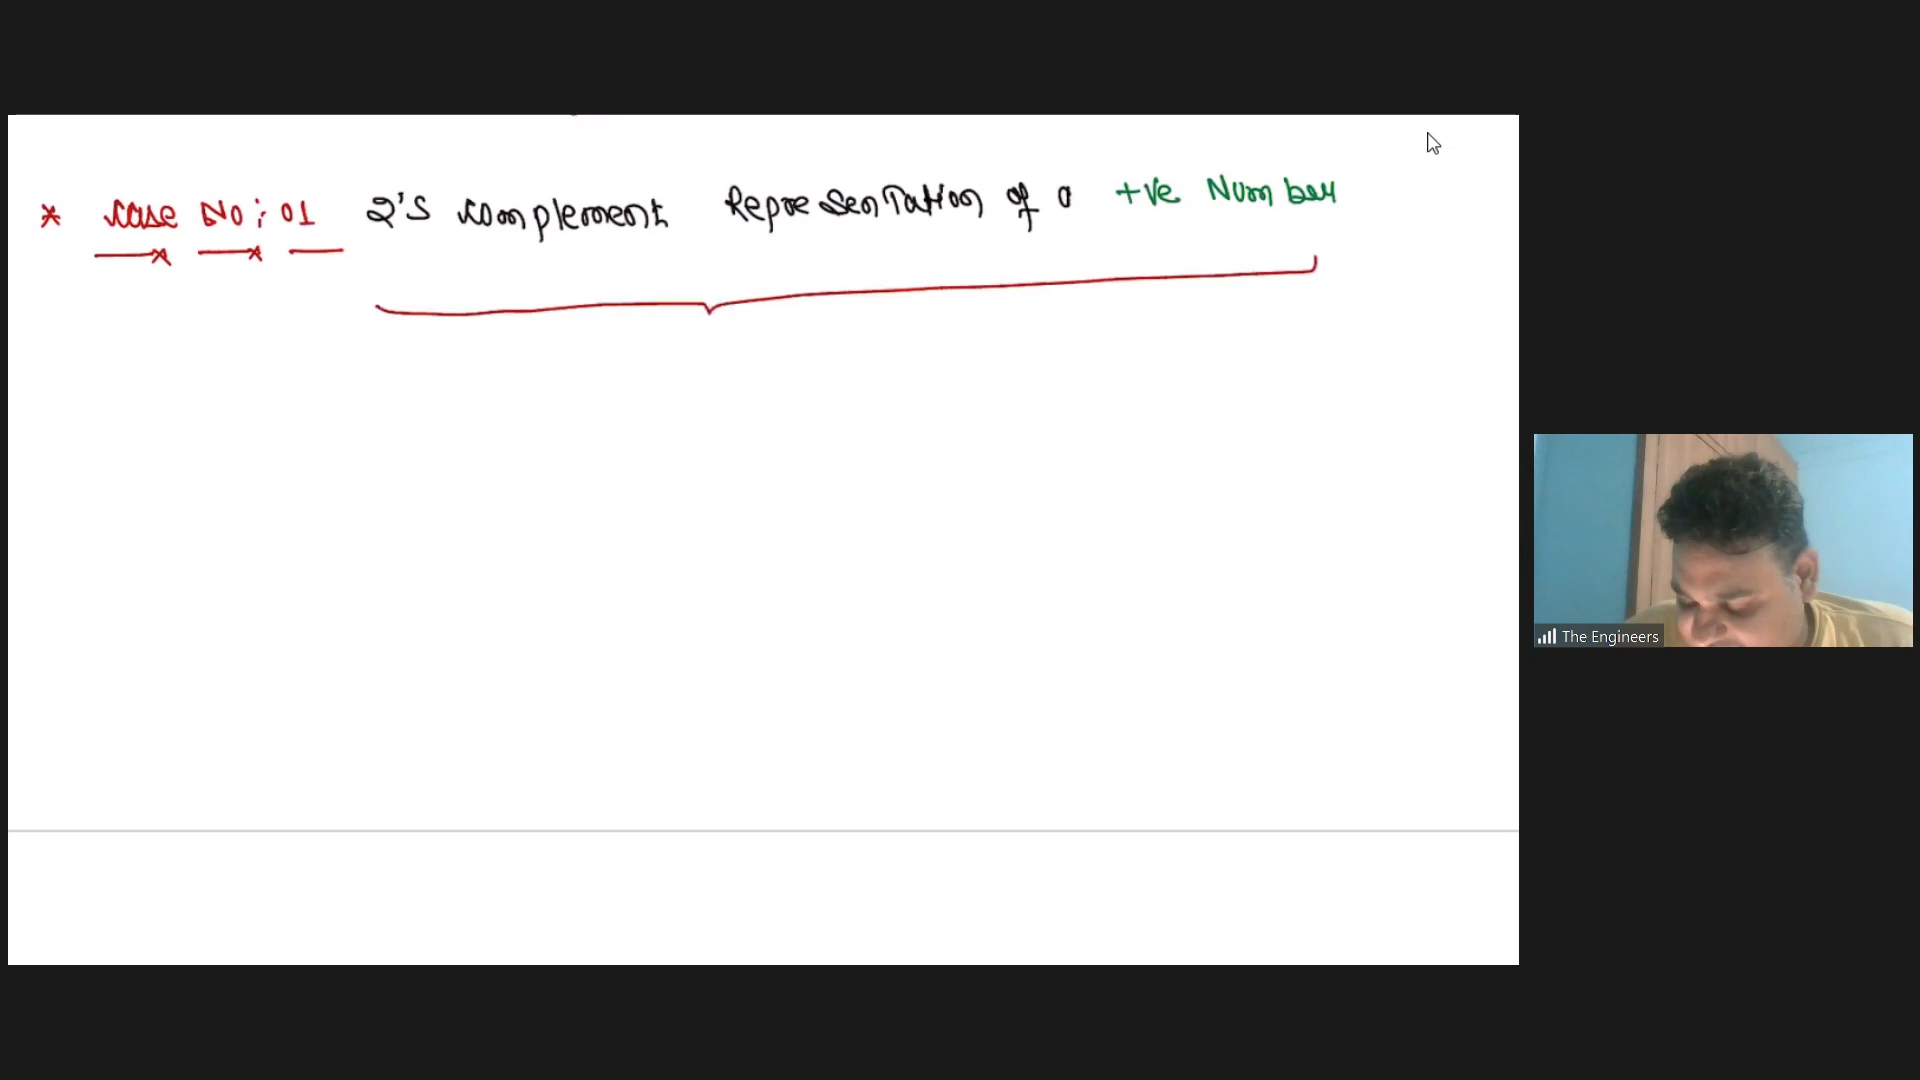 * case No: 01 2's complement Representation of a +ve Number
The Engineers